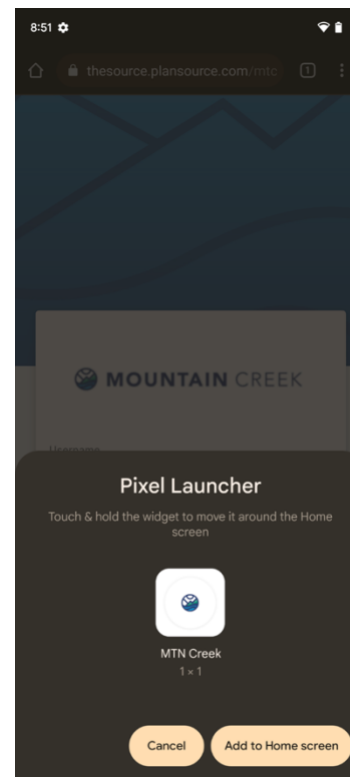 8:51
thesource.plansource.com/mtc
1
MOUNTAIN CREEK
Username
Pixel Launcher
Touch & hold the widget to move it around the Home
screen
MTN Creek
1 × 1
Cancel
Add to Home screen